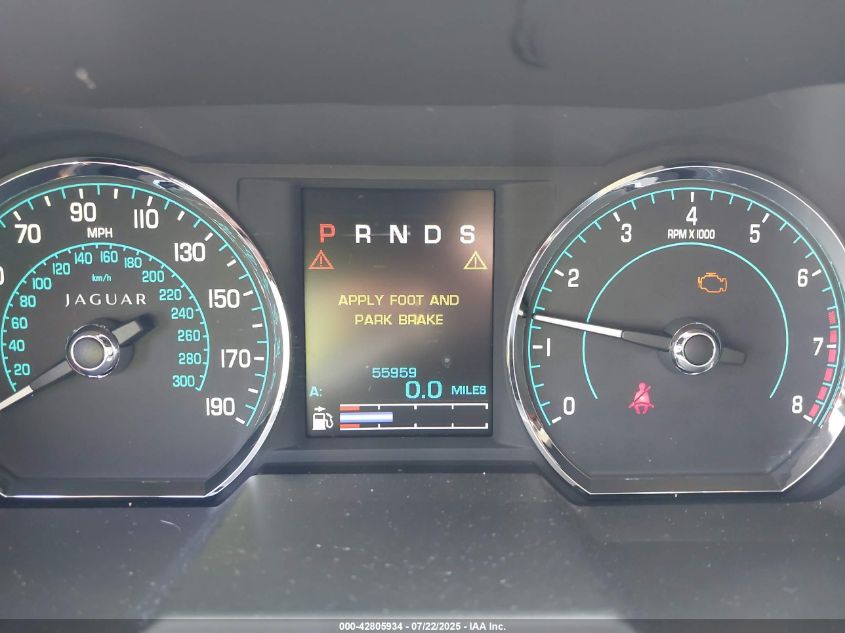 70 90 110 130 150 170 190
MPH
20 40 60 80 100 120 140 160 180 200 220 240 260 280 300
km/h
JAGUAR
P R N D S
APPLY FOOT AND
PARK BRAKE
55959
A: 0.0 MILES
0 1 2 3 4 5 6 7 8
RPM X 1000
000-42805934 - 07/22/2025 - IAA Inc.